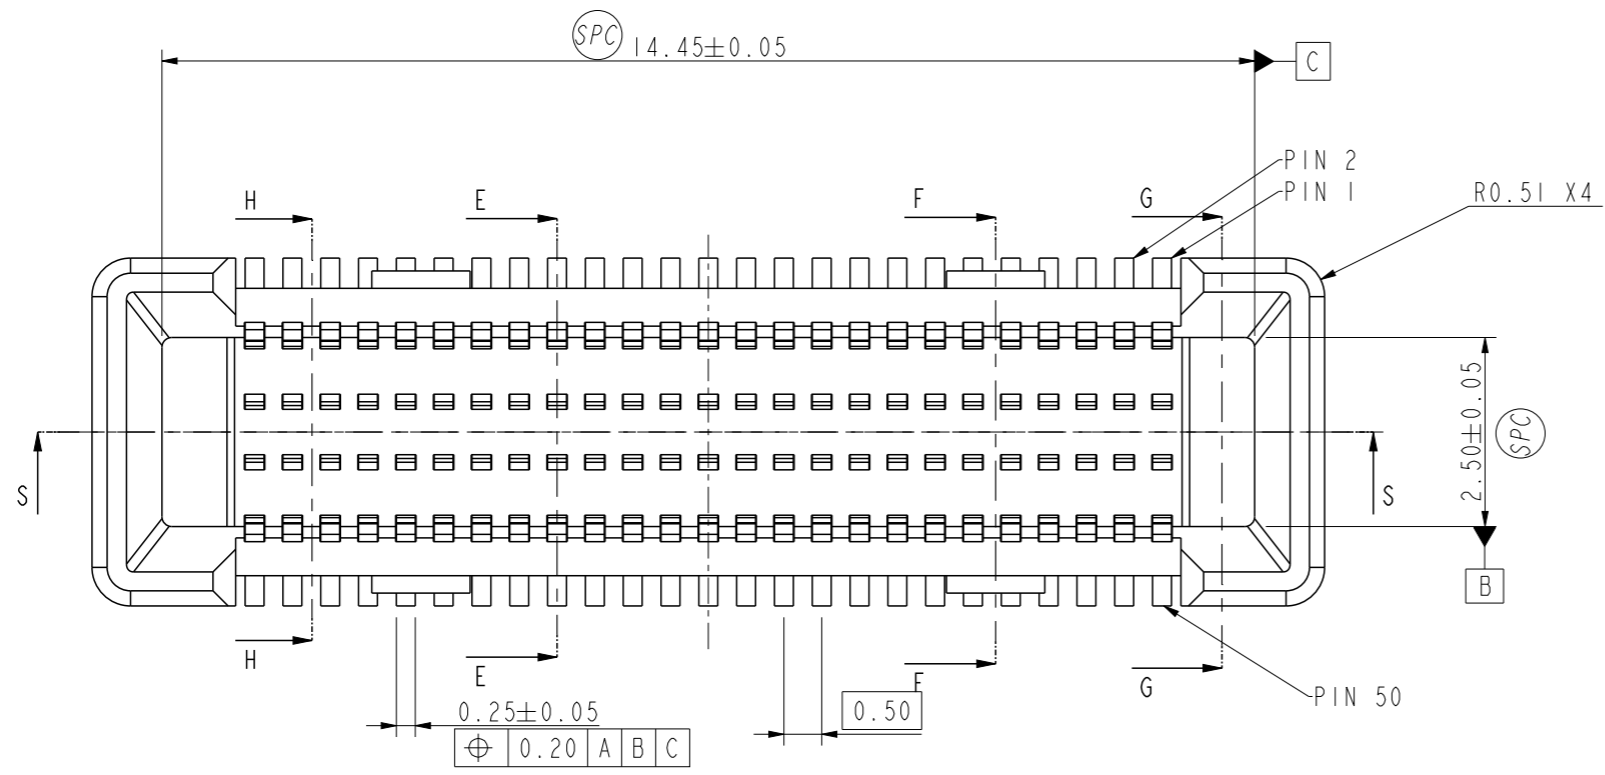 SPC 14.45±0.05
C
PIN 2
PIN 1
R0.51 X4
H
E
F
G
2.50±0.05
SPC
S
S
B
H
E
F
G
PIN 50
0.25±0.05
0.50
⌖ 0.20 A B C